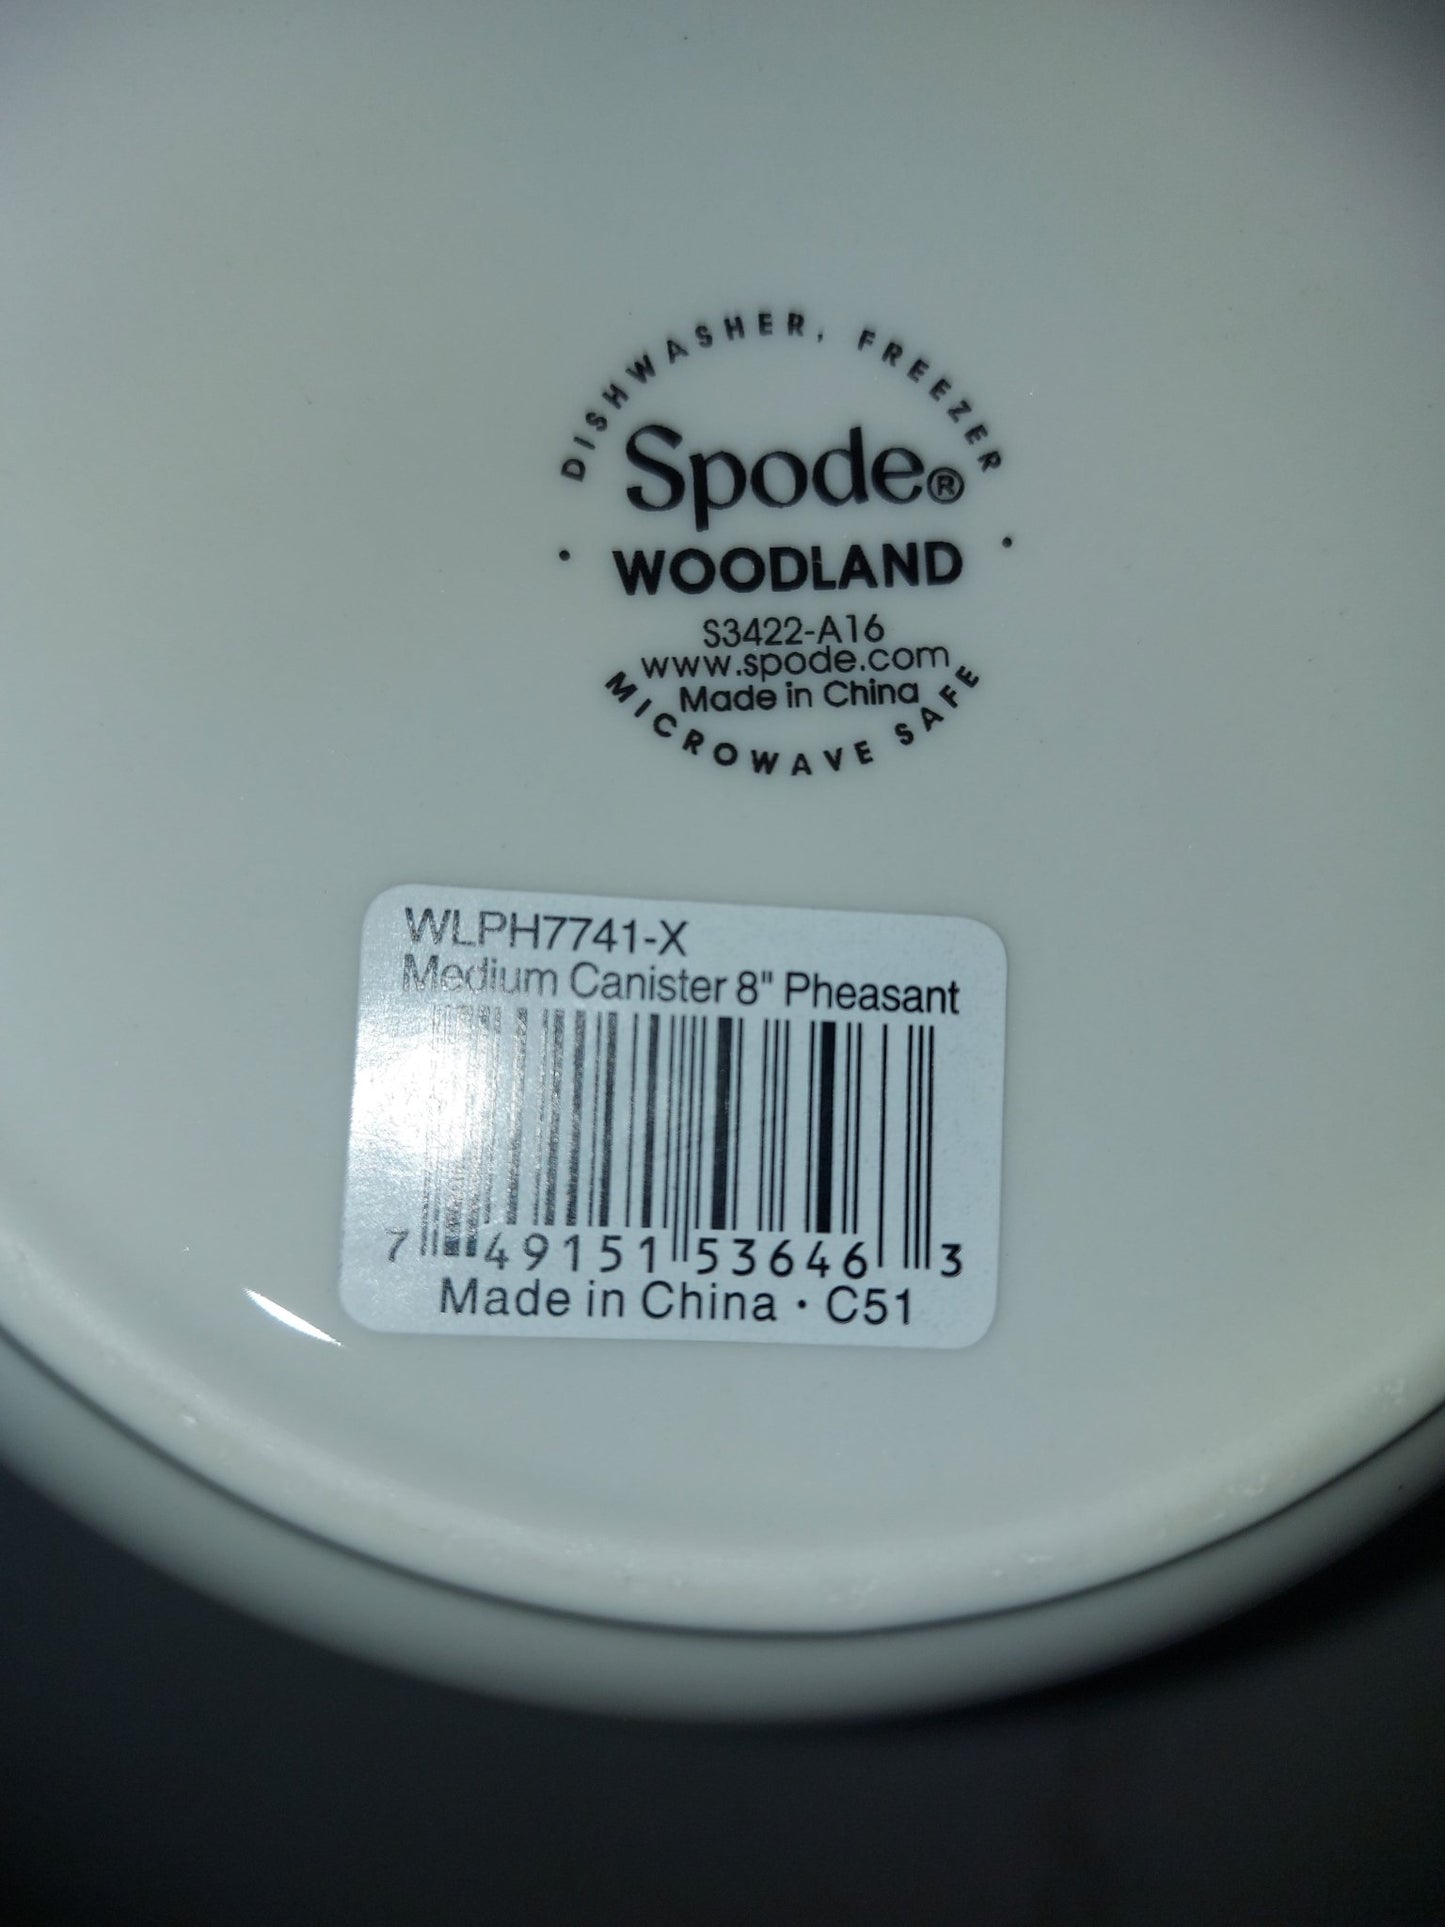 DISHWASHER, FREEZER
Spode®
· WOODLAND ·
S3422-A16
www.spode.com
Made in China
MICROWAVE SAFE
WLPH7741-X
Medium Canister 8" Pheasant
7 49151 53646 3
Made in China · C51